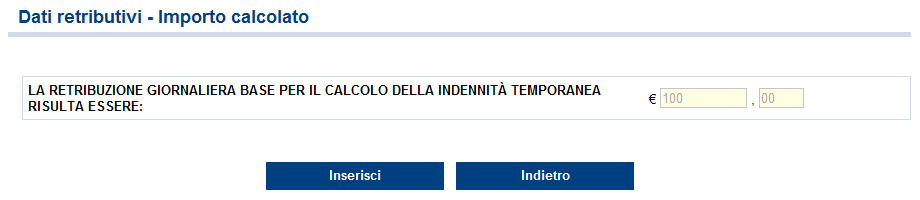 Dati retributivi - Importo calcolato
LA RETRIBUZIONE GIORNALIERA BASE PER IL CALCOLO DELLA INDENNITÀ TEMPORANEA
RISULTA ESSERE: € 100 , 00
Inserisci Indietro